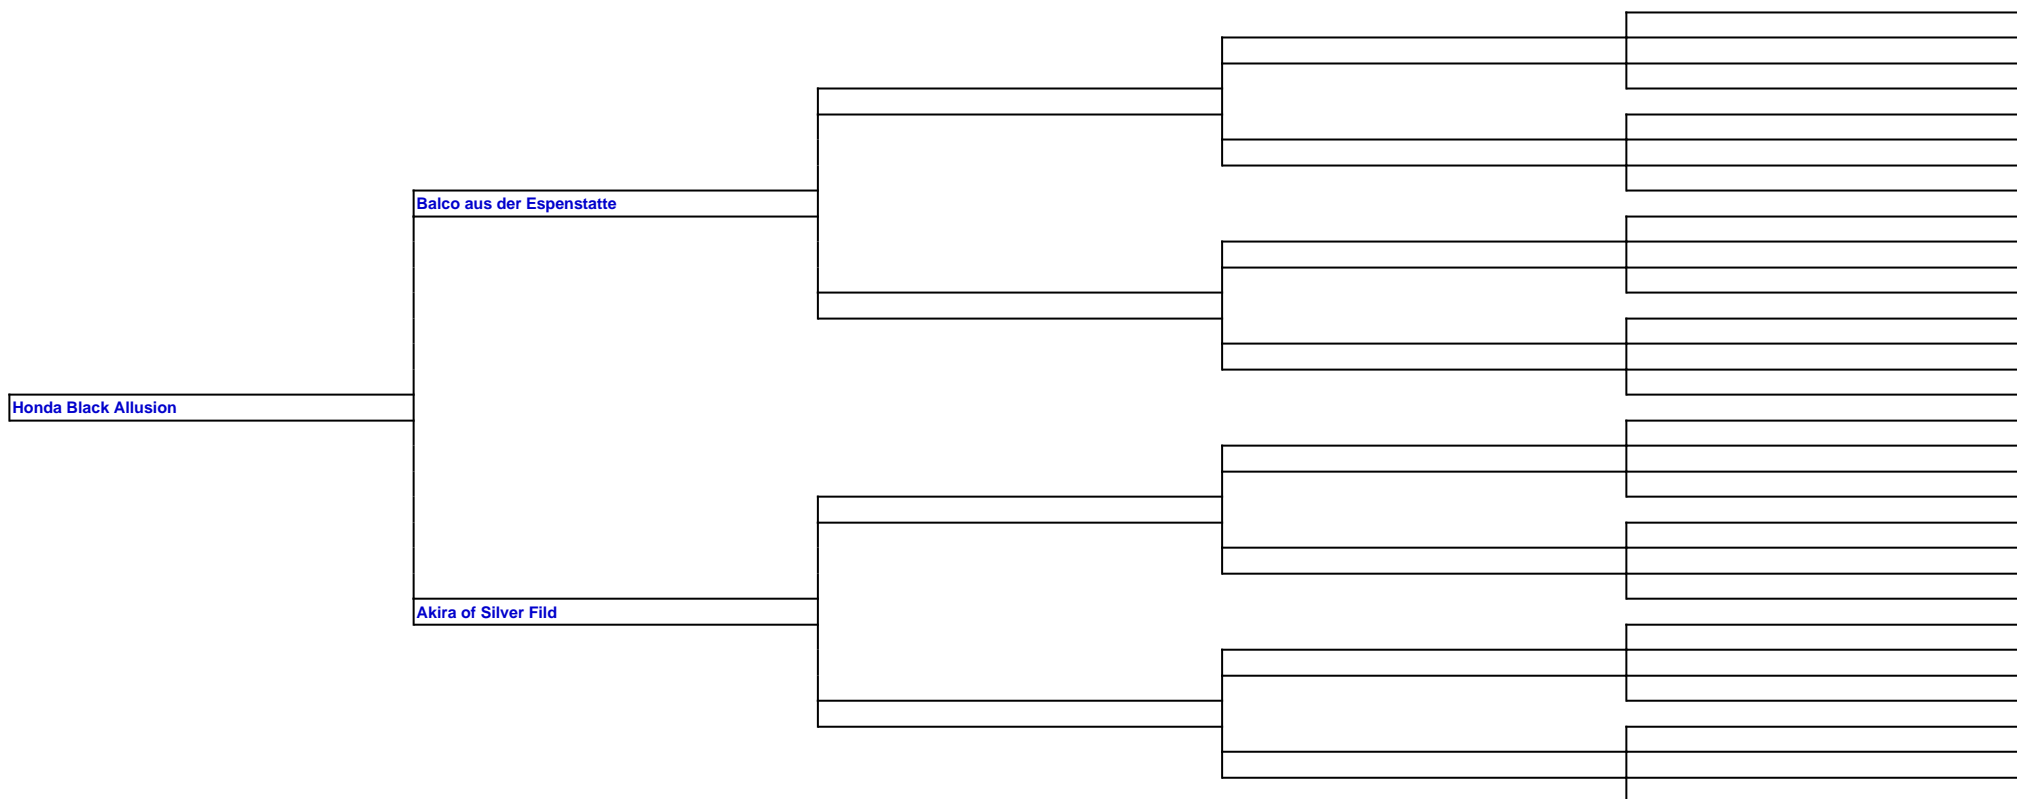 Balco aus der Espenstatte
Honda Black Allusion
Akira of Silver Fild